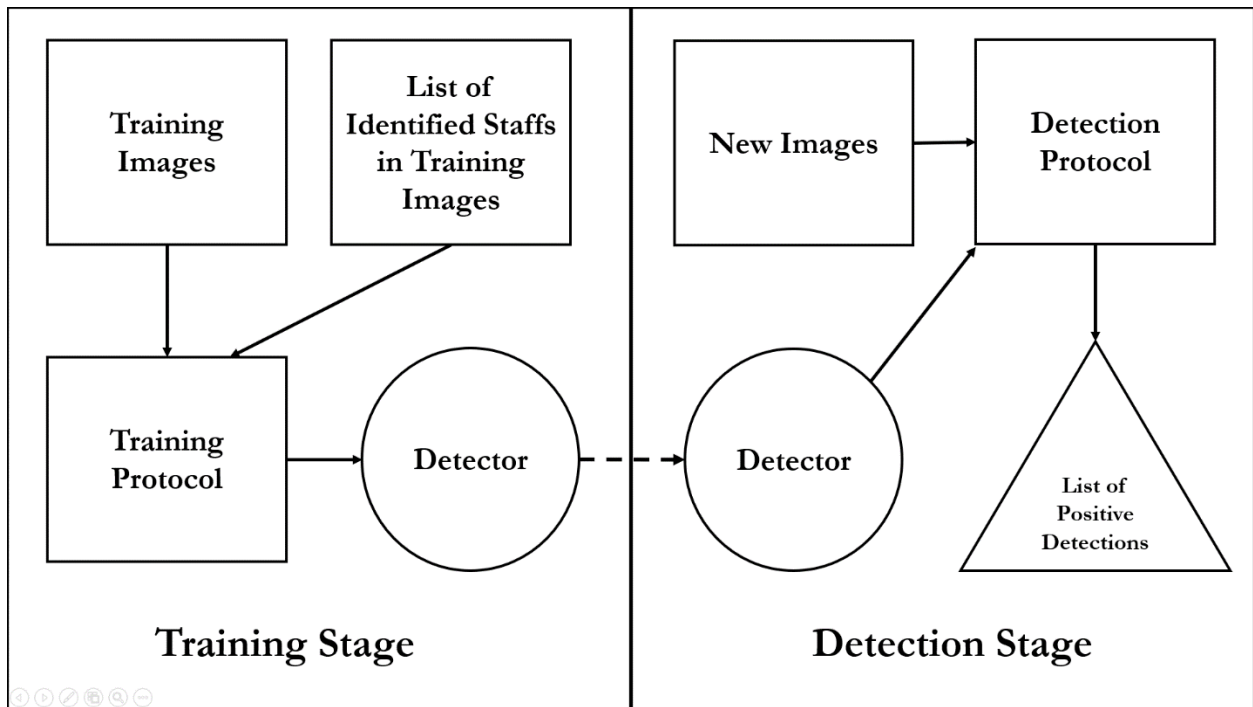 Training
Images
List of
Identified Staffs
in Training
Images
Training
Protocol
Detector
Training Stage
New Images
Detection
Protocol
Detector
List of
Positive
Detections
Detection Stage